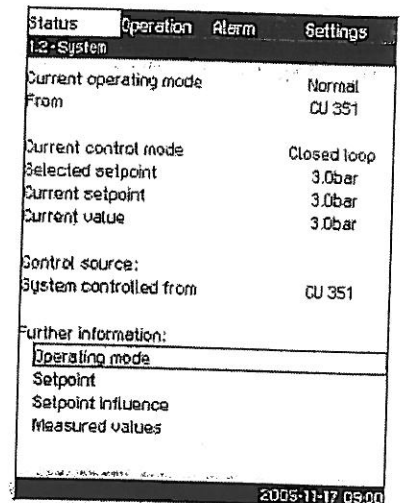 Status Operation Alarm Settings
1.2 - System
Current operating mode Normal
From CU 351
Current control mode Closed loop
Selected setpoint 3.0bar
Current setpoint 3.0bar
Current value 3.0bar
Control source:
System controlled from CU 351
Further information:
Operating mode
Setpoint
Setpoint influence
Measured values
2005-11-17 09:00